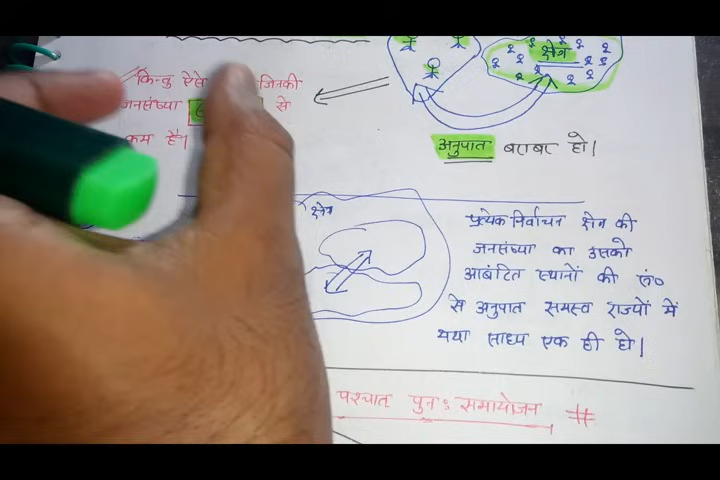 क्षेत्र
किन्तु ऐसे जिनकी
जनसंख्या से
कम है।
अनुपात बराबर हो।
क्षेत्र
प्रत्येक निर्वाचन क्षेत्र की
जनसंख्या का उसको
आबंटित स्थानों की सं०
से अनुपात समस्त राज्यों में
यथा साध्य एक ही हो।
पश्चात पुनः समायोजन #